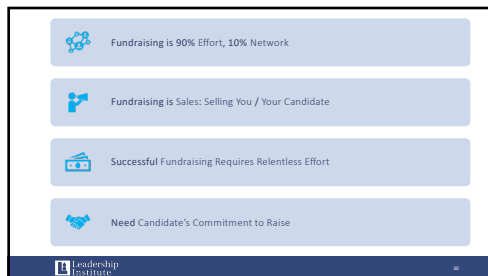 Fundraising is 90% Effort, 10% Network
Fundraising is Sales: Selling You / Your Candidate
Successful Fundraising Requires Relentless Effort
Need Candidate's Commitment to Raise
Leadership
Institute